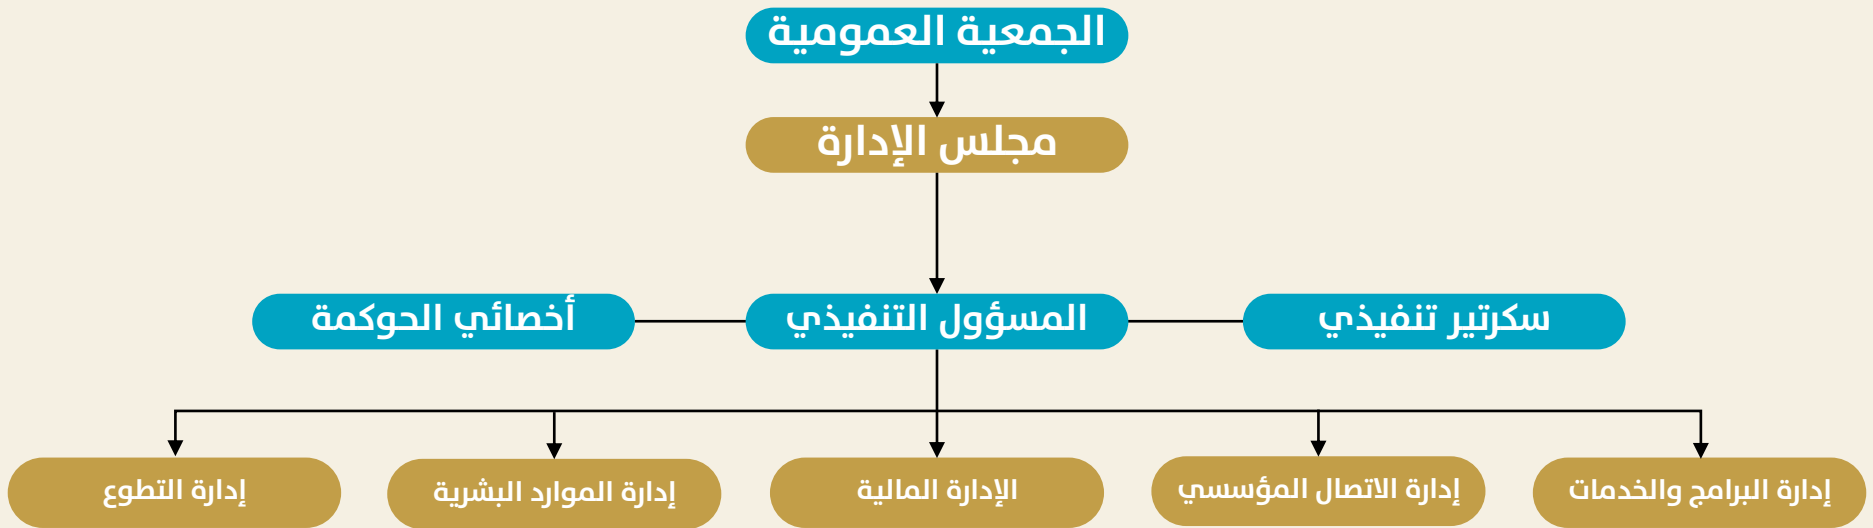 الجمعية العمومية
مجلس الإدارة
سكرتير تنفيذي
المسؤول التنفيذي
أخصائي الحوكمة
إدارة البرامج والخدمات
إدارة الاتصال المؤسسي
الإدارة المالية
إدارة الموارد البشرية
إدارة التطوع